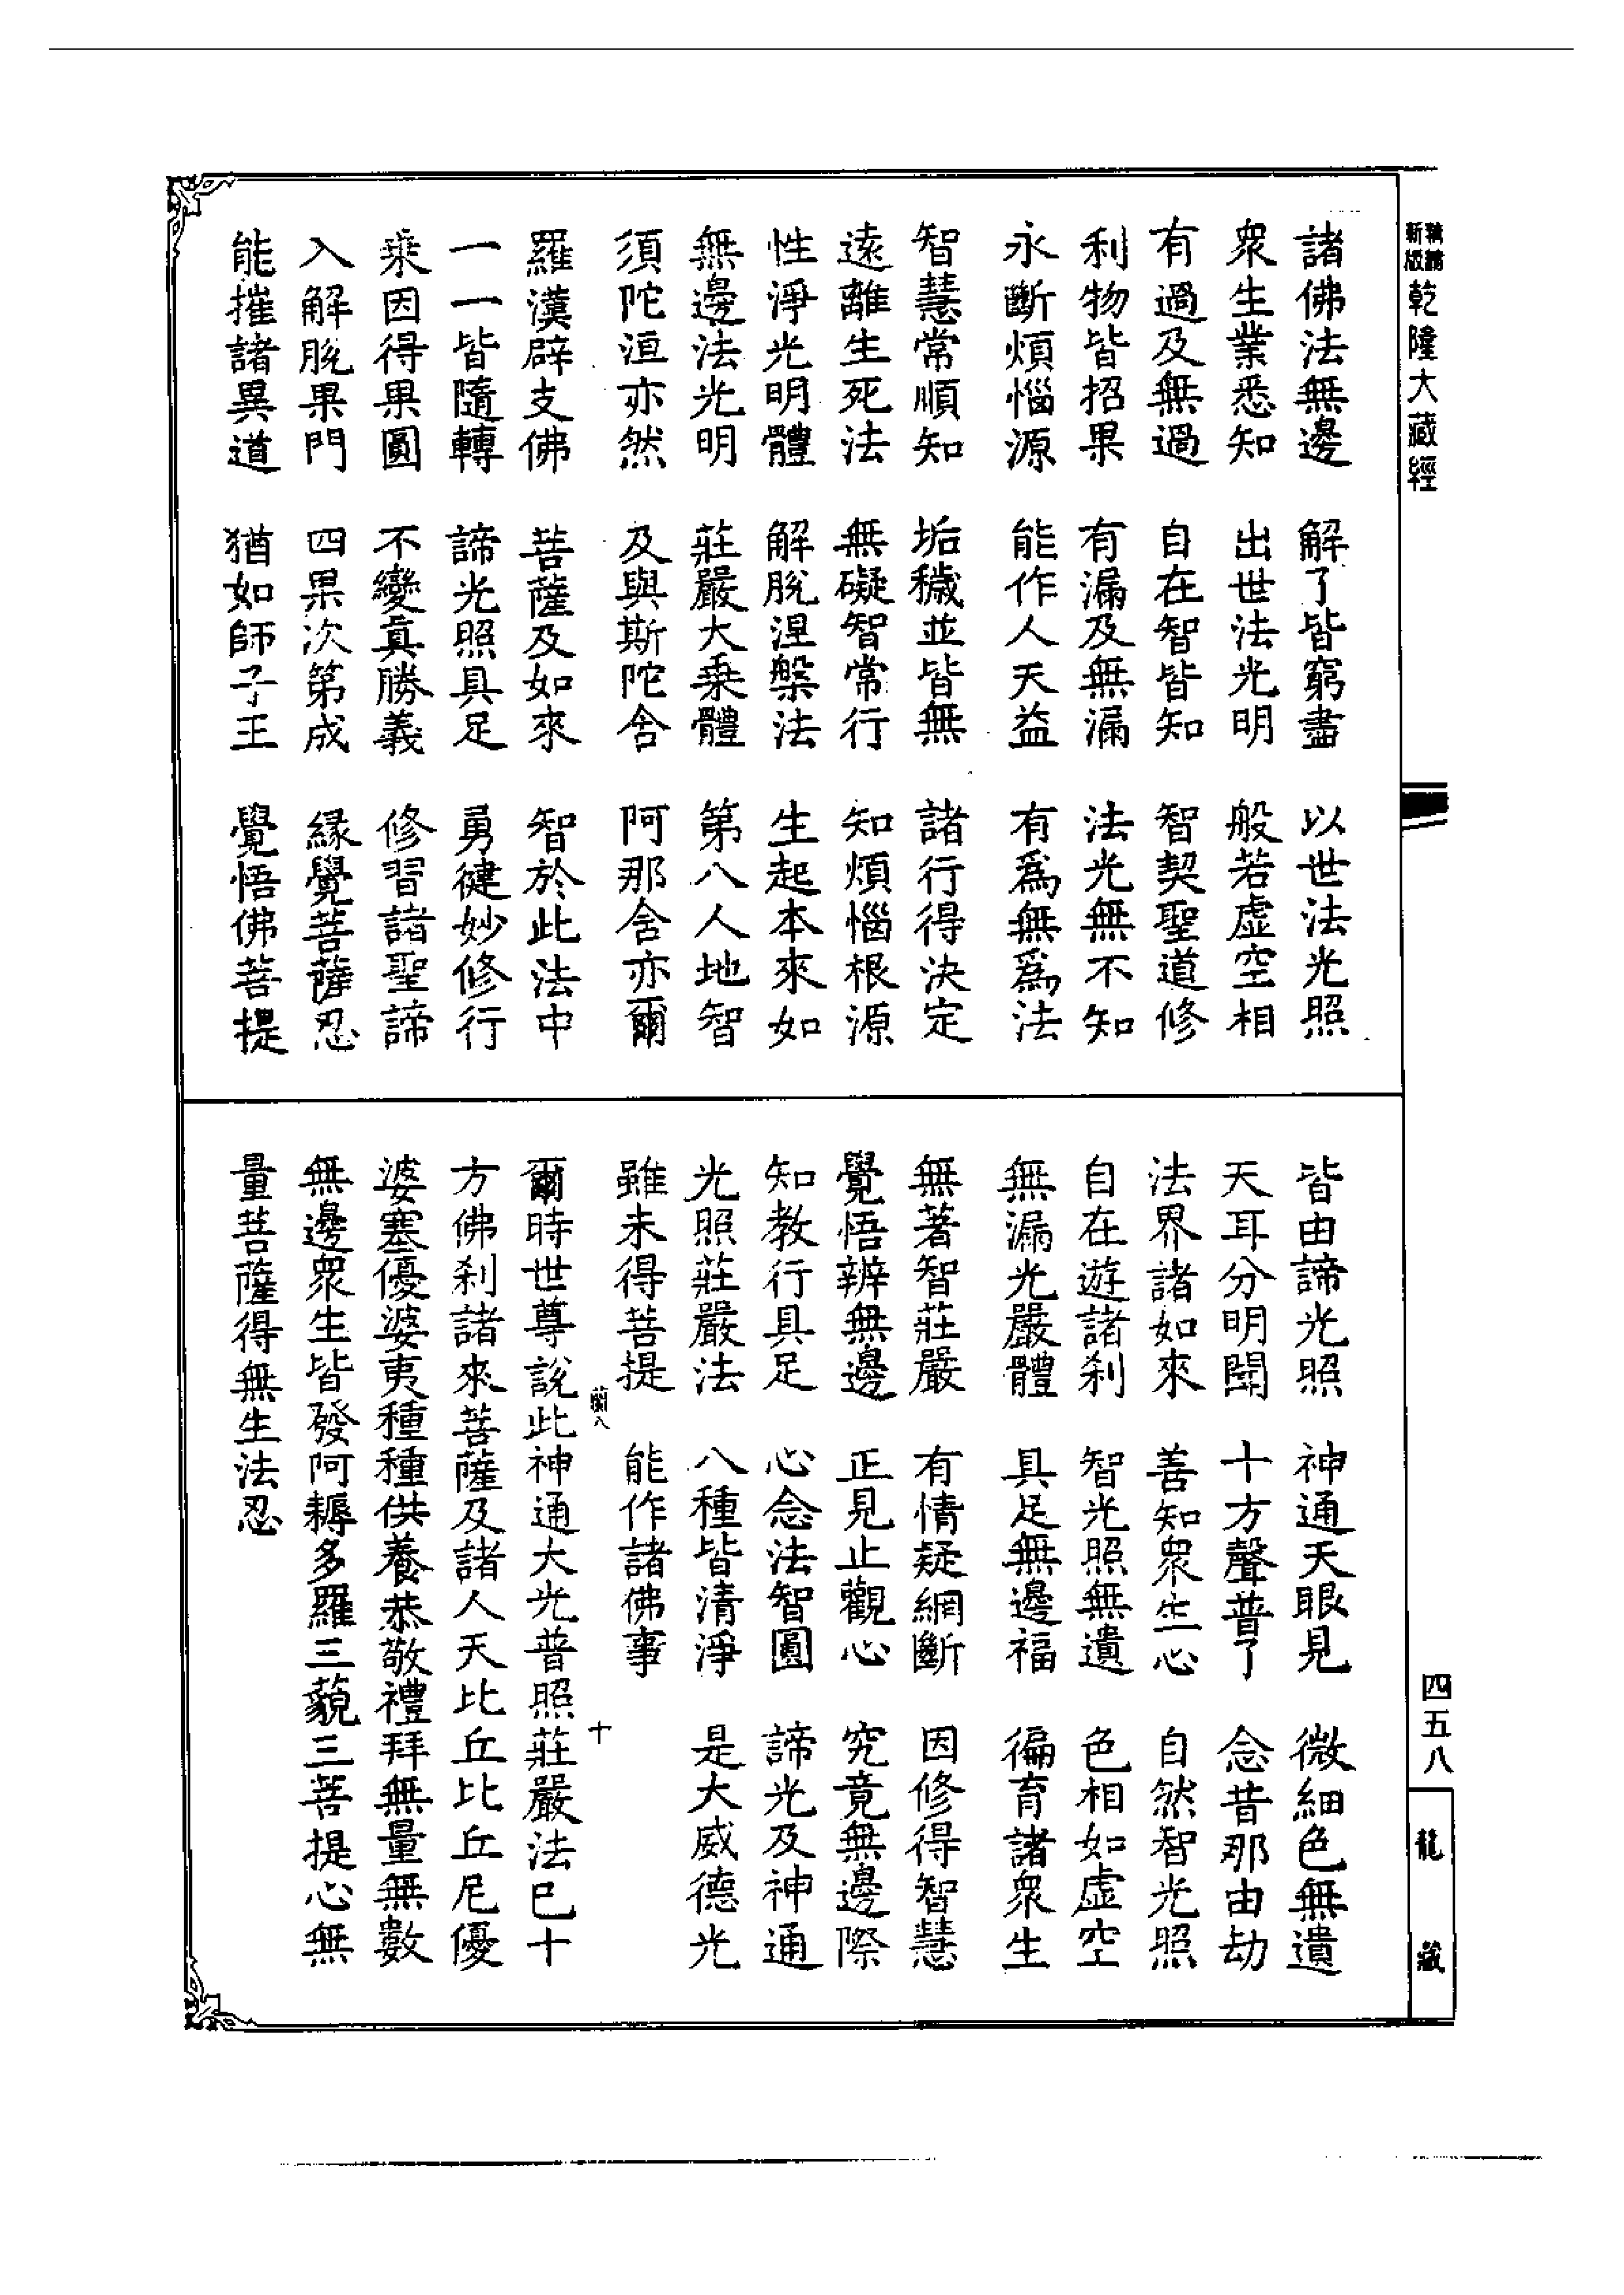 新版 精譯 乾隆大藏經
諸佛法無邊 解了皆窮盡 以世法光照
衆生業悉知 出世法光明 般若虛空相
有過及無過 自在智皆知 智契聖道修
利物皆招果 有漏及無漏 法光無不知
永斷煩惱源 能作人天益 有爲無爲法
智慧常順知 垢穢並皆無 諸行得決定
遠離生死法 無礙智常行 知煩惱根源
性淨光明體 解脫涅槃法 生起本來如
無邊法光明 莊嚴大乗體 第八人地智
須陀洹亦然 及與斯陀含 阿那含亦爾
羅漢辟支佛 菩薩及如來 智於此法中
一一皆隨轉 諦光照具足 勇健妙修行
乗因得果圓 不變真勝義 修習諸聖諦
入解脫果門 四果次第成 緣覺菩薩忍
能摧諸異道 猶如師子王 覺悟佛菩提
皆由諦光照 神通天眼見 微細色無遺
天耳分明聞 十方聲普了 念昔那由劫
法界諸如來 善知衆生心 自然智光照
自在遊諸刹 智光照無遺 色相如虛空
無漏光嚴體 具足無邊福 徧育諸衆生
無著智莊嚴 有情疑網斷 因修得智慧
覺悟辨無邊 正見止觀心 究竟無邊際
知教行具足 心念法智圓 諦光及神通
光照莊嚴法 八種皆清淨 是大威德光
雖未得菩提 能作諸佛事
蘭八 十
爾時世尊說此神通大光普照莊嚴法巳十
方佛刹諸來菩薩及諸人天比丘比丘尼優
婆塞優婆夷種種供養恭敬禮拜無量無數
無邊衆生皆發阿耨多羅三藐三菩提心無
量菩薩得無生法忍
四五八
龍藏